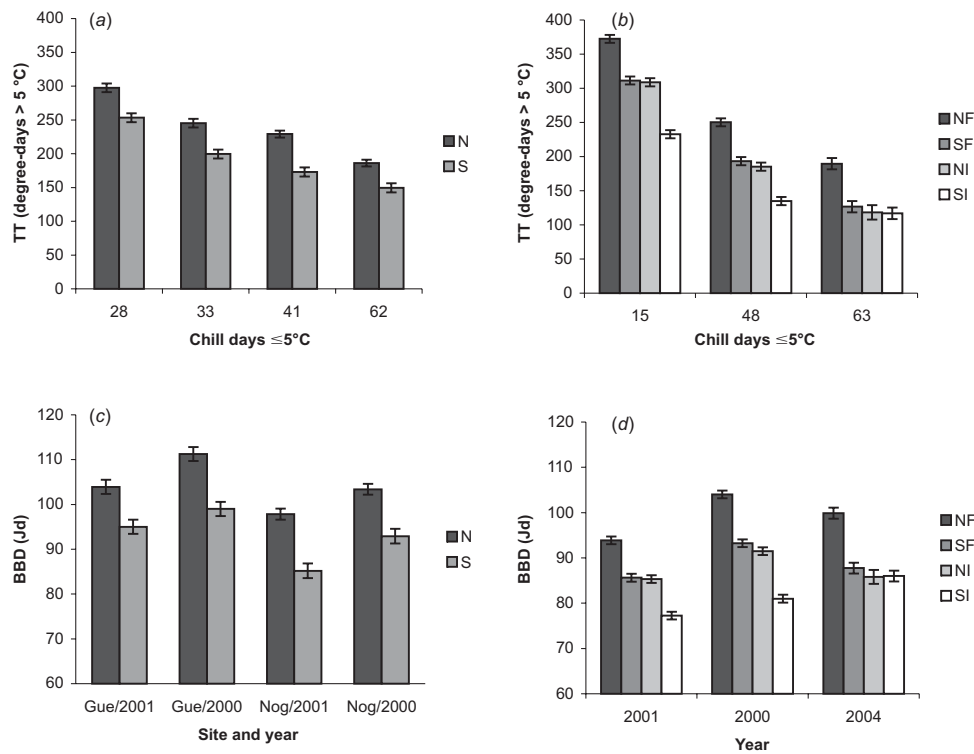 (a)
400
350
300
250
200
150
100
50
0
TT (degree-days > 5 °C)
28 33 41 62
Chill days ≤5°C
N
S
(b)
400
350
300
250
200
150
100
50
0
TT (degree-days > 5 °C)
15 48 63
Chill days ≤5°C
NF
SF
NI
SI
(c)
120
110
100
90
80
70
60
BBD (Jd)
Gue/2001 Gue/2000 Nog/2001 Nog/2000
Site and year
N
S
(d)
120
110
100
90
80
70
60
BBD (Jd)
2001 2000 2004
Year
NF
SF
NI
SI